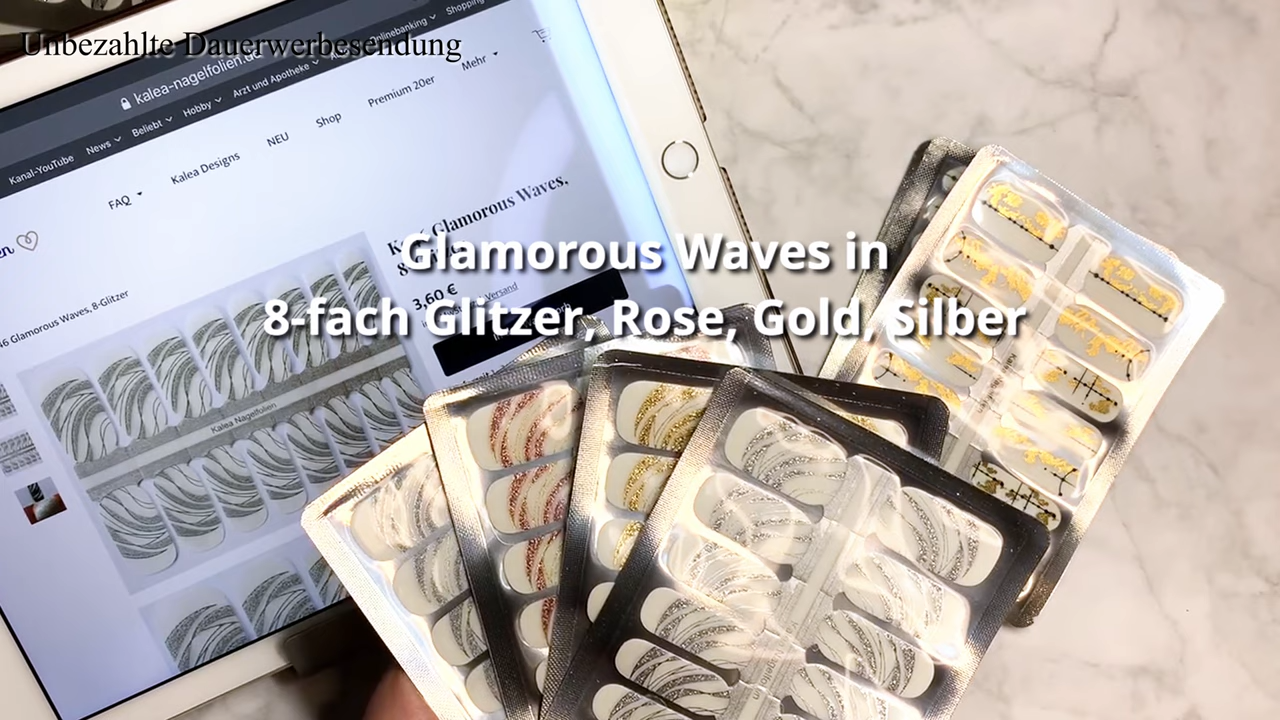 Unbezahlte Dauerwerbesendung
kalea-nagelfolien.de
Kanal-YouTube News Beliebt Hobby Arzt und Apotheke Onlinebanking Shopping
FAQ Kalea Designs NEU Shop Premium 20er Mehr
Glamorous Waves,
3,60 €
Versand
Glamorous Waves, 8-Glitzer
Kalea Nagelfolien
Glamorous Waves in
8-fach Glitzer, Rose, Gold, Silber